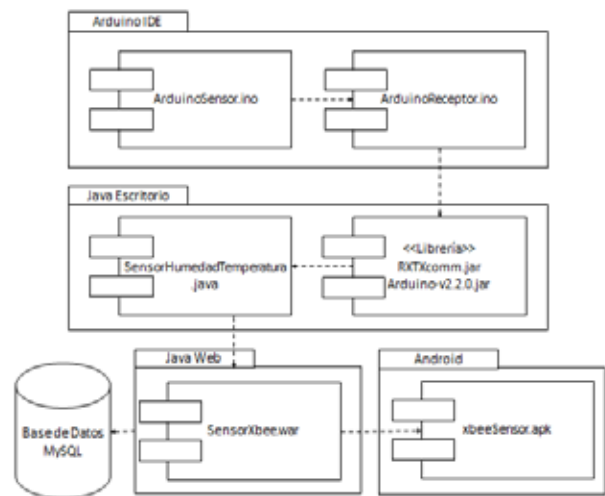 Arduino IDE
ArduinoSensor.ino
ArduinoReceptor.ino
Java Escritorio
SensorHumedadTemperatura
.java
<<Librería>>
RXTXcomm.jar
Arduino-v2.2.0.jar
Java Web
Android
Base de Datos
MySQL
SensorXbee.war
xbeeSensor.apk